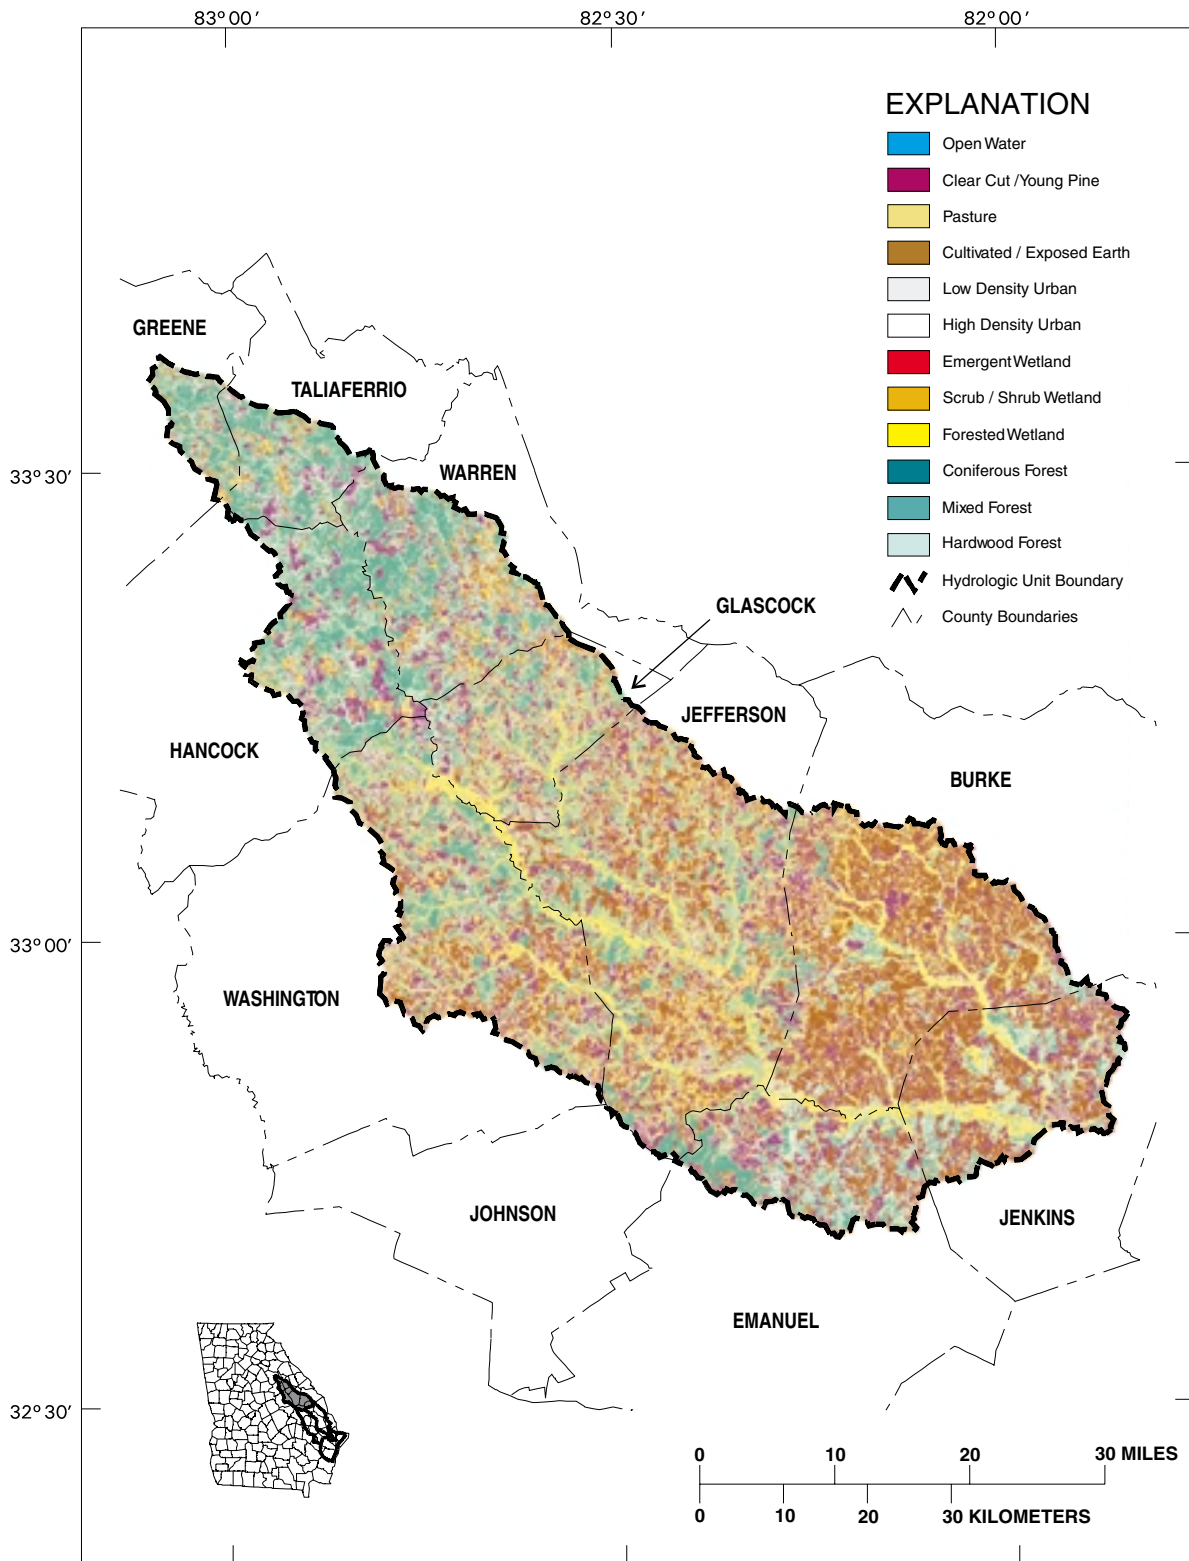 83° 00′
82° 30′
82° 00′
EXPLANATION
Open Water
Clear Cut / Young Pine
Pasture
Cultivated / Exposed Earth
Low Density Urban
High Density Urban
Emergent Wetland
Scrub / Shrub Wetland
Forested Wetland
Coniferous Forest
Mixed Forest
Hardwood Forest
Hydrologic Unit Boundary
County Boundaries
GREENE
TALIAFERRIO
WARREN
33° 30′
GLASCOCK
JEFFERSON
HANCOCK
BURKE
33° 00′
WASHINGTON
JOHNSON
JENKINS
EMANUEL
32° 30′
0 10 20 30 MILES
0 10 20 30 KILOMETERS